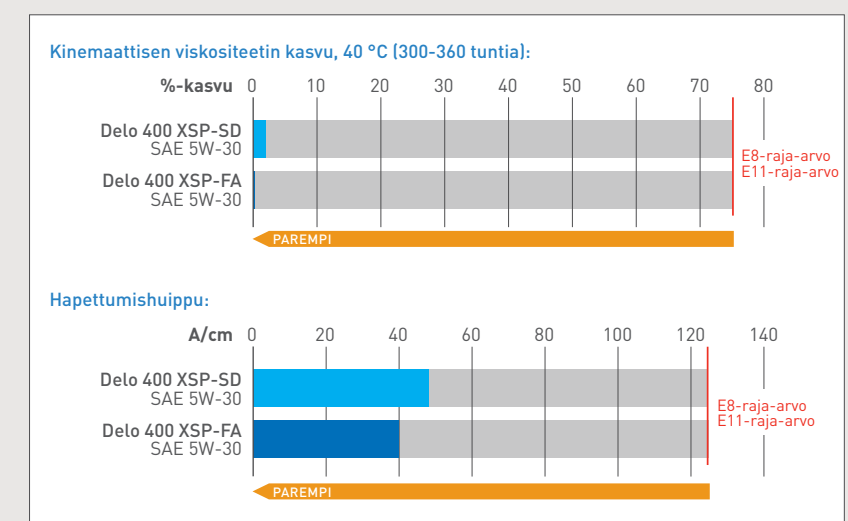 Kinemaattisen viskositeetin kasvu, 40 °C (300-360 tuntia):
%-kasvu 0 10 20 30 40 50 60 70 80
Delo 400 XSP-SD
SAE 5W-30
E8-raja-arvo
E11-raja-arvo
Delo 400 XSP-FA
SAE 5W-30
PAREMPI
Hapettumishuippu:
A/cm 0 20 40 60 80 100 120 140
Delo 400 XSP-SD
SAE 5W-30
E8-raja-arvo
E11-raja-arvo
Delo 400 XSP-FA
SAE 5W-30
PAREMPI